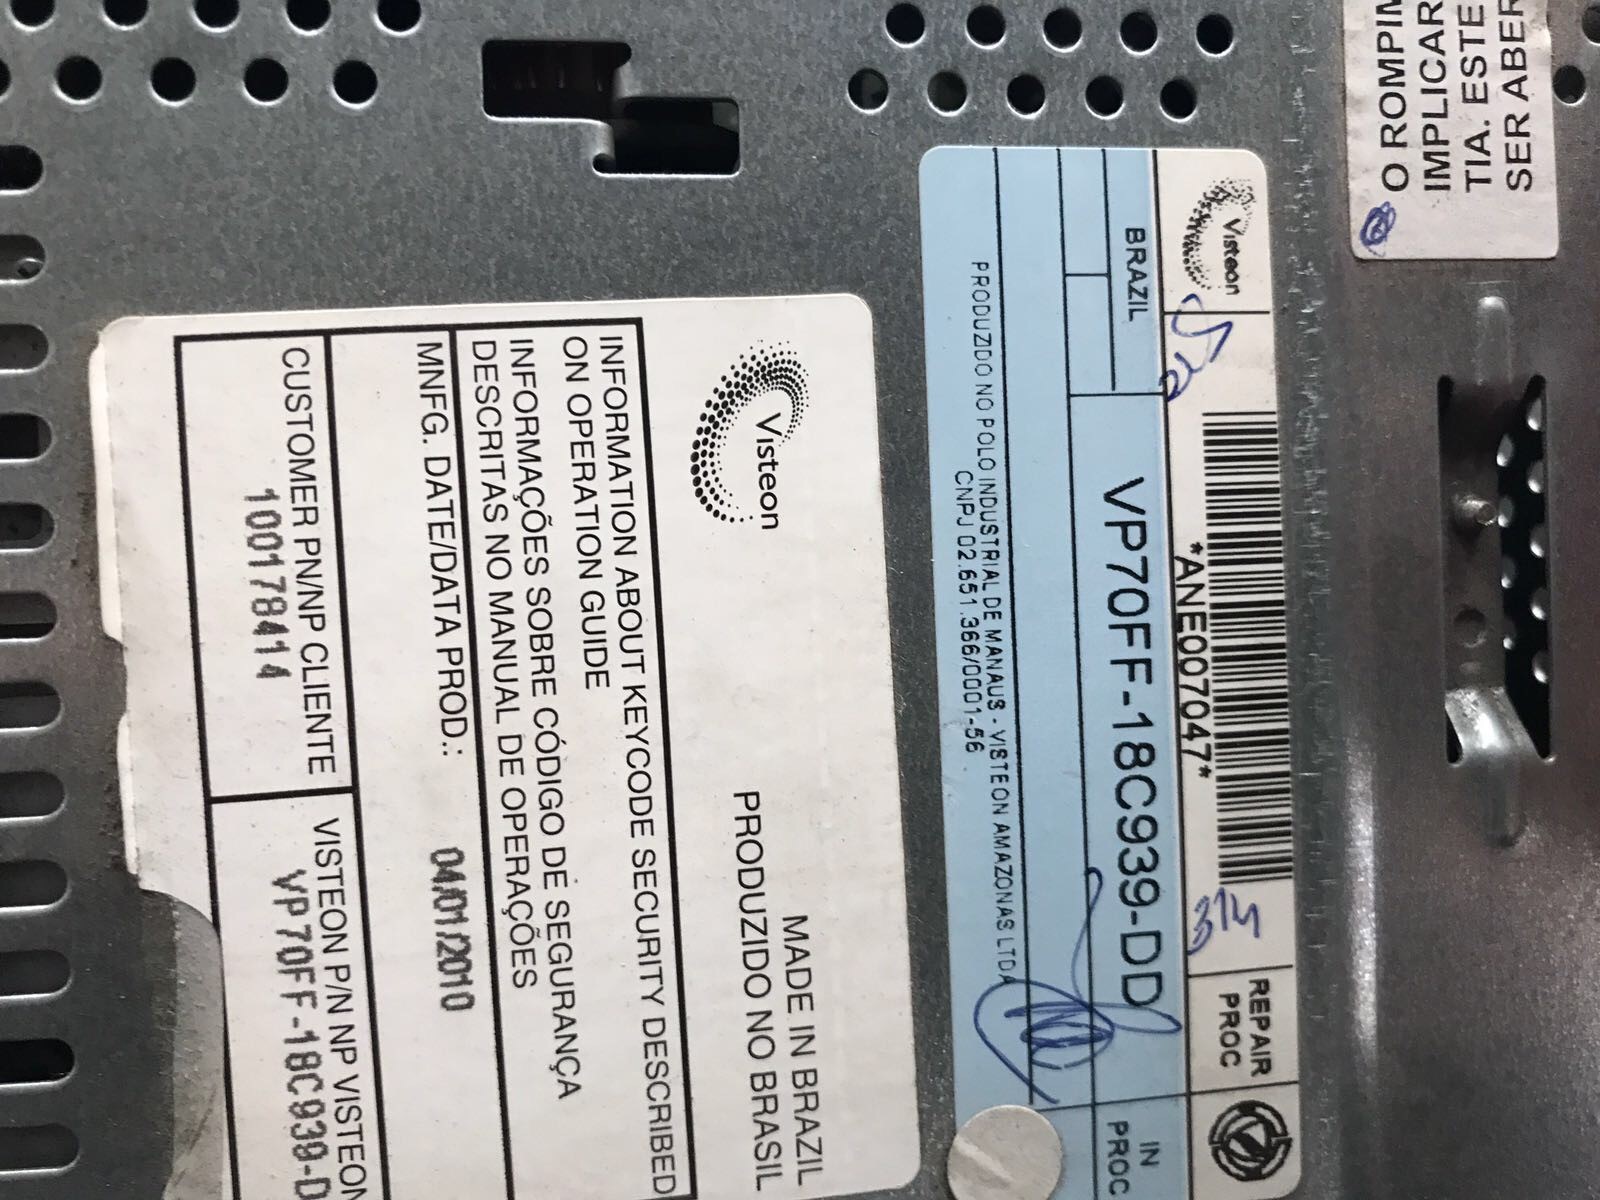 O ROMPIM
IMPLICAR
TIA. ESTE
SER ABER
Visteon
*ANE007047*
314
REPAIR
PROC
BRAZIL
VP70FF-18C939-DD
IN
PROC
PRODUZIDO NO POLO INDUSTRIAL DE MANAUS - VISTEON AMAZONAS LTDA
CNPJ 02.651.366/0001-56
Visteon
MADE IN BRAZIL
PRODUZIDO NO BRASIL
INFORMATION ABOUT KEYCODE SECURITY DESCRIBED
ON OPERATION GUIDE
INFORMAÇÕES SOBRE CÓDIGO DE SEGURANÇA
DESCRITAS NO MANUAL DE OPERAÇÕES
MNFG. DATE/DATA PROD.: 04/01/2010
CUSTOMER PN/NP CLIENTE
100178414
VISTEON P/N NP VISTEON
VP70FF-18C939-D